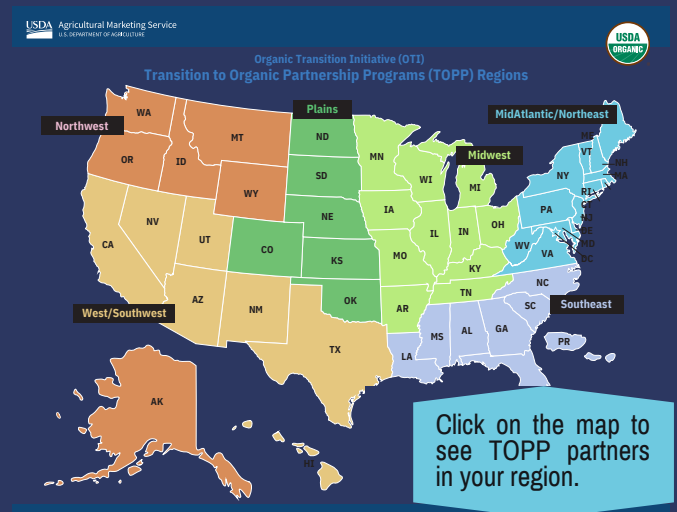 USDA Agricultural Marketing Service
U.S. DEPARTMENT OF AGRICULTURE
USDA
ORGANIC
Organic Transition Initiative (OTI)
Transition to Organic Partnership Programs (TOPP) Regions
Northwest
Plains
MidAtlantic/Northeast
Midwest
West/Southwest
Southeast
WA
OR
ID
MT
WY
ND
SD
NE
CO
KS
OK
MN
WI
MI
IA
IL
IN
OH
MO
KY
TN
AR
ME
VT
NH
MA
NY
RI
CT
PA
NJ
DE
MD
DC
WV
VA
CA
NV
UT
AZ
NM
TX
NC
SC
GA
AL
MS
LA
PR
AK
HI
Click on the map to
see TOPP partners
in your region.